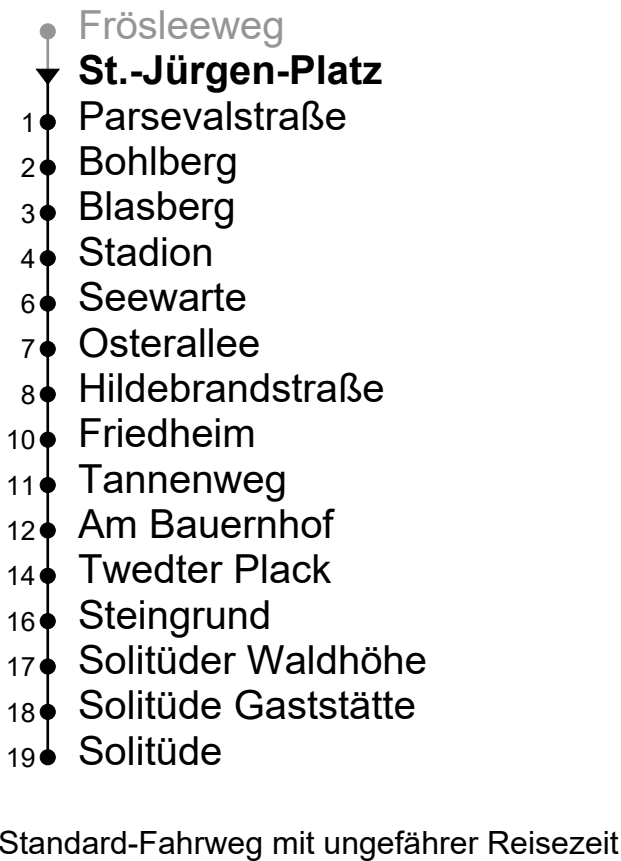 Frösleeweg
St.-Jürgen-Platz
1 Parsevalstraße
2 Bohlberg
3 Blasberg
4 Stadion
6 Seewarte
7 Osterallee
8 Hildebrandstraße
10 Friedheim
11 Tannenweg
12 Am Bauernhof
14 Twedter Plack
16 Steingrund
17 Solitüder Waldhöhe
18 Solitüde Gaststätte
19 Solitüde
Standard-Fahrweg mit ungefährer Reisezeit